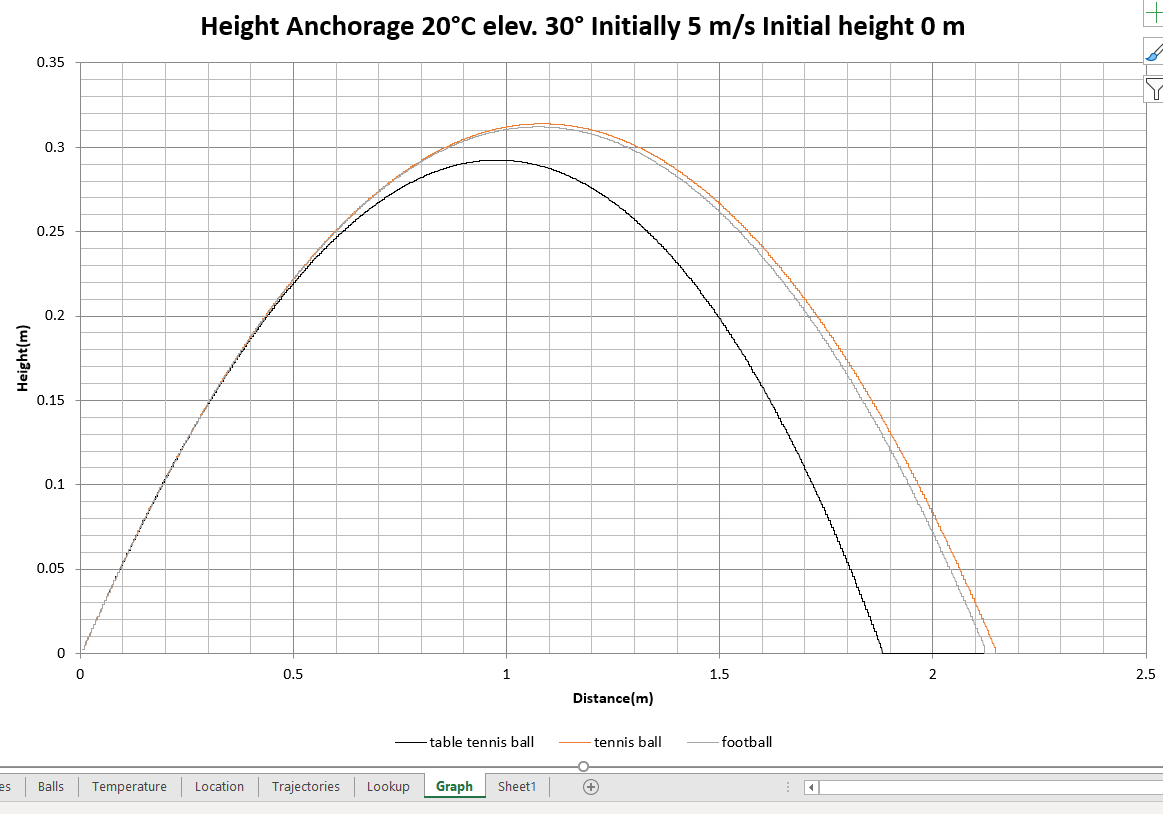 Height Anchorage 20°C elev. 30° Initially 5 m/s Initial height 0 m
0.35
0.3
0.25
0.2
0.15
0.1
0.05
0
Height(m)
0 0.5 1 1.5 2 2.5
Distance(m)
table tennis ball tennis ball football
es Balls Temperature Location Trajectories Lookup Graph Sheet1